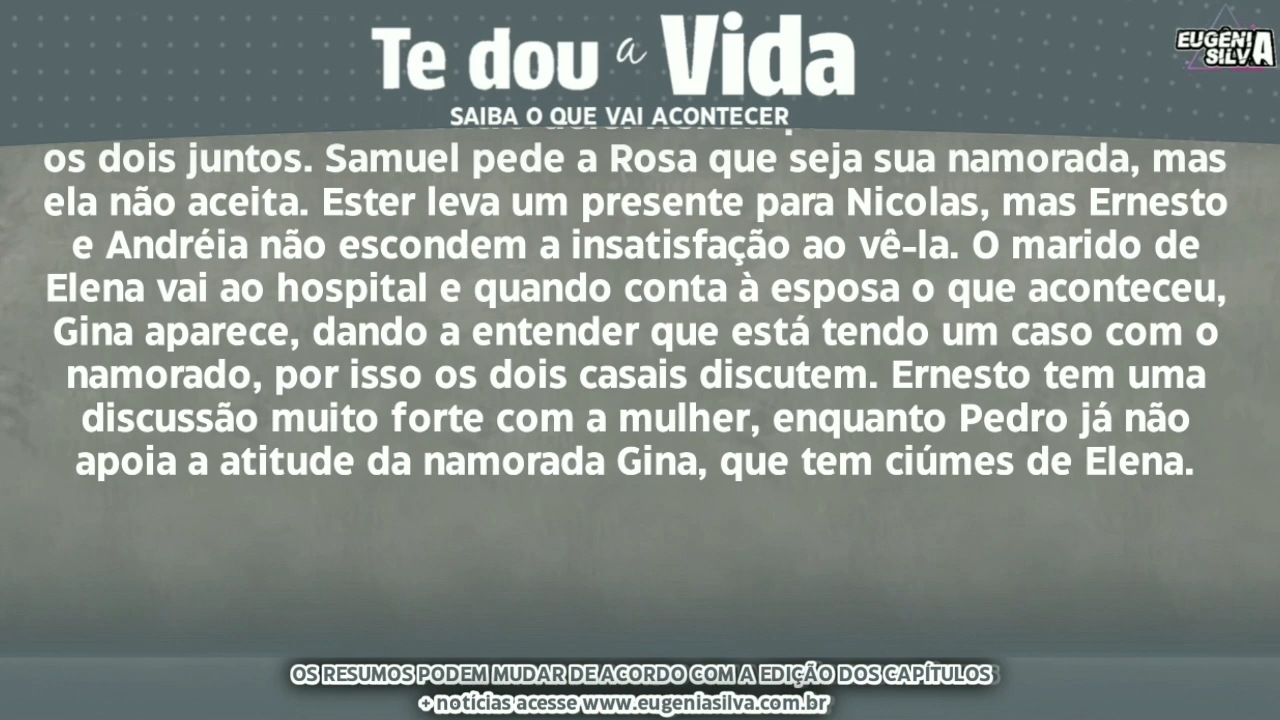 Te dou a Vida
EUGÊNIA
SILVA
SAIBA O QUE VAI ACONTECER
os dois juntos. Samuel pede a Rosa que seja sua namorada, mas
ela não aceita. Ester leva um presente para Nicolas, mas Ernesto
e Andréia não escondem a insatisfação ao vê-la. O marido de
Elena vai ao hospital e quando conta à esposa o que aconteceu,
Gina aparece, dando a entender que está tendo um caso com o
namorado, por isso os dois casais discutem. Ernesto tem uma
discussão muito forte com a mulher, enquanto Pedro já não
apoia a atitude da namorada Gina, que tem ciúmes de Elena.
OS RESUMOS PODEM MUDAR DE ACORDO COM A EDIÇÃO DOS CAPÍTULOS
+ notícias acesse www.eugeniasilva.com.br